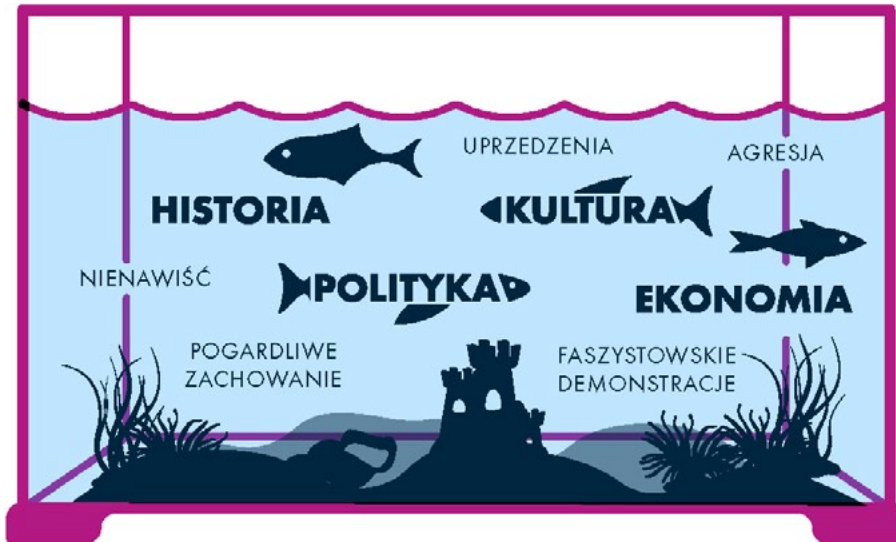 UPRZEDZENIA
AGRESJA
HISTORIA
KULTURA
NIENAWIŚĆ
POLITYKA
EKONOMIA
POGARDLIWE
ZACHOWANIE
FASZYSTOWSKIE
DEMONSTRACJE